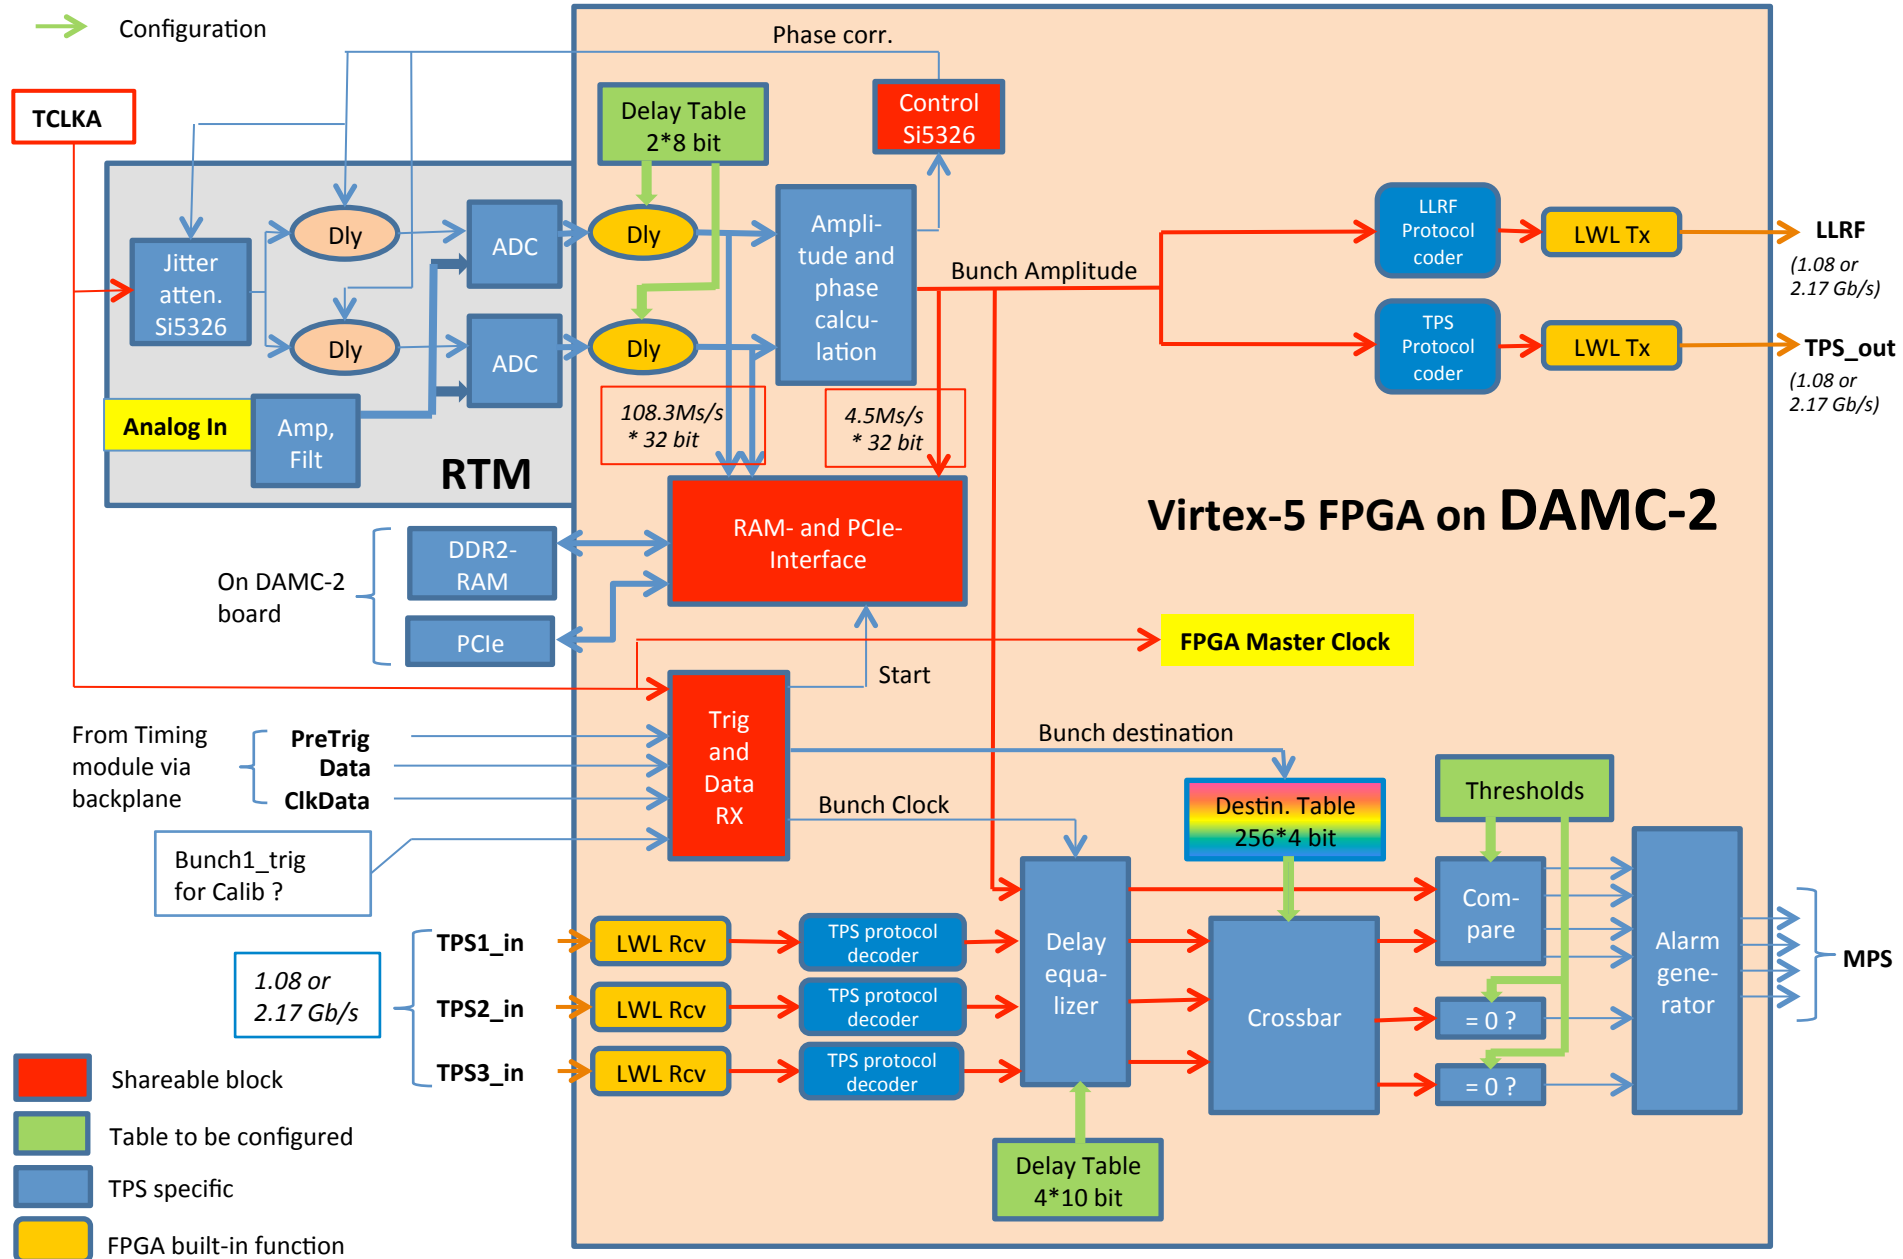 Configuration
Phase corr.
TCLKA
Delay Table
2*8 bit
Control
Si5326
Jitter
atten.
Si5326
Dly
Dly
ADC
ADC
Dly
Dly
Ampli-
tude and
phase
calcu-
lation
Bunch Amplitude
LLRF
Protocol
coder
LWL Tx
LLRF
(1.08 or
2.17 Gb/s)
TPS
Protocol
coder
LWL Tx
TPS_out
(1.08 or
2.17 Gb/s)
Analog In
Amp,
Filt
RTM
108.3Ms/s
* 32 bit
4.5Ms/s
* 32 bit
Virtex-5 FPGA on DAMC-2
RAM- and PCIe-
Interface
On DAMC-2
board
DDR2-
RAM
PCIe
FPGA Master Clock
Start
From Timing
module via
backplane
PreTrig
Data
ClkData
Trig
and
Data
RX
Bunch destination
Bunch Clock
Destin. Table
256*4 bit
Thresholds
Bunch1_trig
for Calib ?
1.08 or
2.17 Gb/s
TPS1_in
TPS2_in
TPS3_in
LWL Rcv
LWL Rcv
LWL Rcv
TPS protocol
decoder
TPS protocol
decoder
TPS protocol
decoder
Delay
equa-
lizer
Crossbar
Com-
pare
= 0 ?
= 0 ?
Alarm
gene-
rator
MPS
Delay Table
4*10 bit
Shareable block
Table to be configured
TPS specific
FPGA built-in function